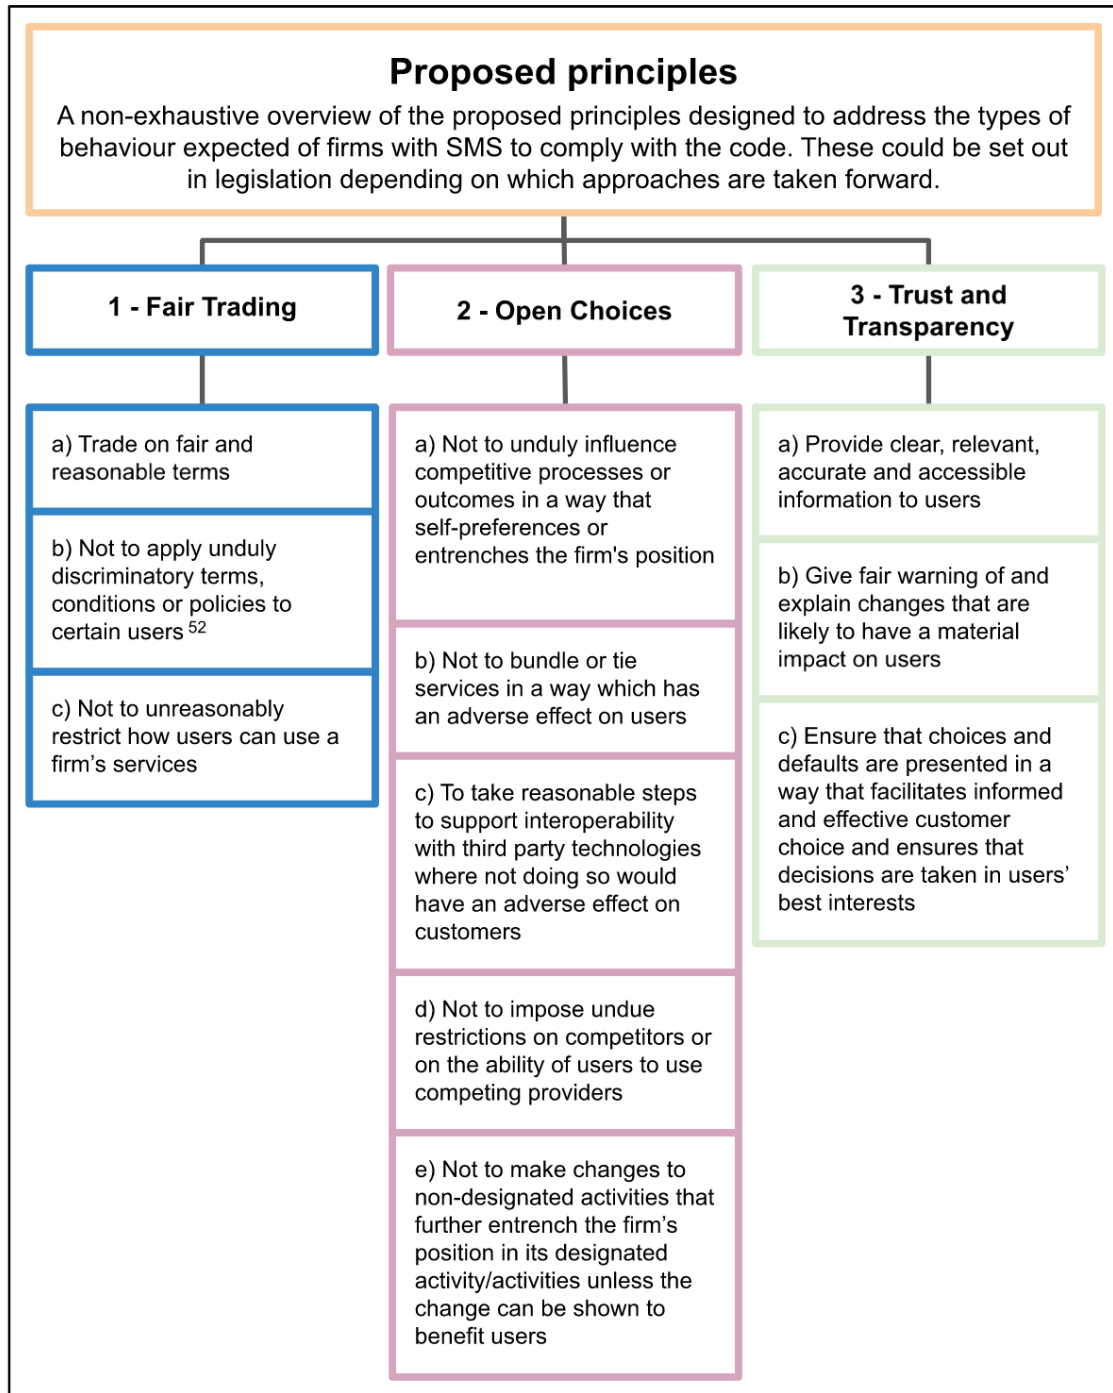 Proposed principles
A non-exhaustive overview of the proposed principles designed to address the types of
behaviour expected of firms with SMS to comply with the code. These could be set out
in legislation depending on which approaches are taken forward.
1 - Fair Trading
a) Trade on fair and
reasonable terms
b) Not to apply unduly
discriminatory terms,
conditions or policies to
certain users 52
c) Not to unreasonably
restrict how users can use a
firm’s services
2 - Open Choices
a) Not to unduly influence
competitive processes or
outcomes in a way that
self-preferences or
entrenches the firm's position
b) Not to bundle or tie
services in a way which has
an adverse effect on users
c) To take reasonable steps
to support interoperability
with third party technologies
where not doing so would
have an adverse effect on
customers
d) Not to impose undue
restrictions on competitors or
on the ability of users to use
competing providers
e) Not to make changes to
non-designated activities that
further entrench the firm’s
position in its designated
activity/activities unless the
change can be shown to
benefit users
3 - Trust and
Transparency
a) Provide clear, relevant,
accurate and accessible
information to users
b) Give fair warning of and
explain changes that are
likely to have a material
impact on users
c) Ensure that choices and
defaults are presented in a
way that facilitates informed
and effective customer
choice and ensures that
decisions are taken in users’
best interests